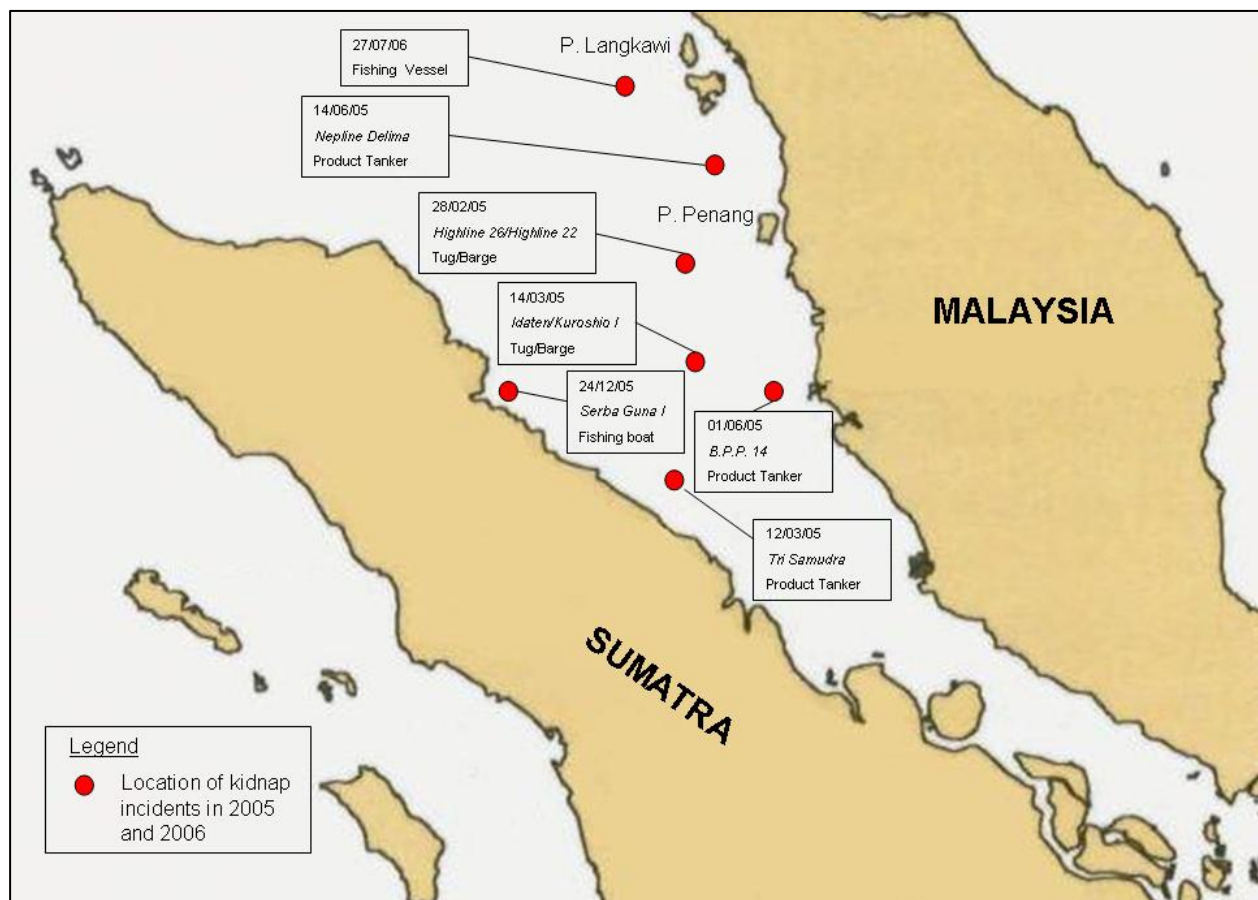 P. Langkawi
27/07/06
Fishing Vessel
14/06/05
Nepline Delima
Product Tanker
28/02/05
Highline 26/Highline 22
Tug/Barge
P. Penang
14/03/05
Idaten/Kuroshio I
Tug/Barge
24/12/05
Serba Guna I
Fishing boat
01/06/05
B.P.P. 14
Product Tanker
12/03/05
Tri Samudra
Product Tanker
MALAYSIA
SUMATRA
Legend
Location of kidnap
incidents in 2005
and 2006